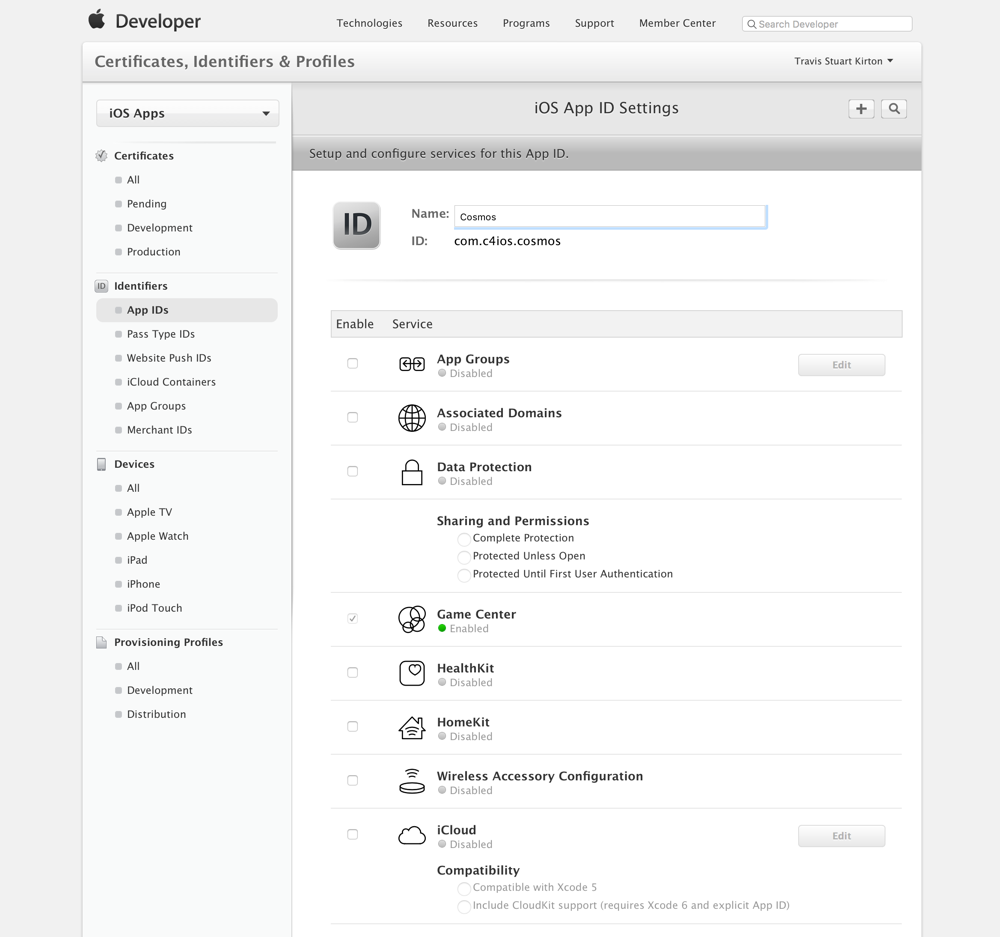 Developer
Technologies
Resources
Programs
Support
Member Center
Search Developer
Certificates, Identifiers & Profiles
Travis Stuart Kirton
iOS Apps
Certificates
All
Pending
Development
Production
ID Identifiers
App IDs
Pass Type IDs
Website Push IDs
iCloud Containers
App Groups
Merchant IDs
Devices
All
Apple TV
Apple Watch
iPad
iPhone
iPod Touch
Provisioning Profiles
All
Development
Distribution
iOS App ID Settings
+
Setup and configure services for this App ID.
ID
Name: Cosmos
ID: com.c4ios.cosmos
Enable Service
App Groups
Disabled
Edit
Associated Domains
Disabled
Data Protection
Disabled
Sharing and Permissions
Complete Protection
Protected Unless Open
Protected Until First User Authentication
Game Center
Enabled
HealthKit
Disabled
HomeKit
Disabled
Wireless Accessory Configuration
Disabled
iCloud
Disabled
Edit
Compatibility
Compatible with Xcode 5
Include CloudKit support (requires Xcode 6 and explicit App ID)